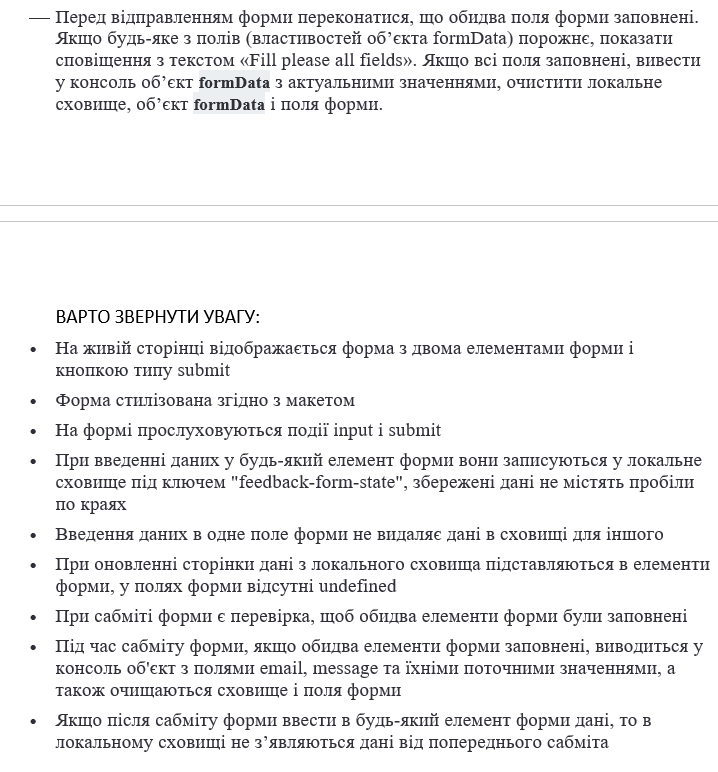 — Перед відправленням форми переконатися, що обидва поля форми заповнені.
Якщо будь-яке з полів (властивостей об’єкта formData) порожнє, показати
сповіщення з текстом «Fill please all fields». Якщо всі поля заповнені, вивести
у консоль об’єкт formData з актуальними значеннями, очистити локальне
сховище, об’єкт formData і поля форми.
ВАРТО ЗВЕРНУТИ УВАГУ:
• На живій сторінці відображається форма з двома елементами форми і
кнопкою типу submit
• Форма стилізована згідно з макетом
• На формі прослуховуються події input і submit
• При введенні даних у будь-який елемент форми вони записуються у локальне
сховище під ключем "feedback-form-state", збережені дані не містять пробіли
по краях
• Введення даних в одне поле форми не видаляє дані в сховищі для іншого
• При оновленні сторінки дані з локального сховища підставляються в елементи
форми, у полях форми відсутні undefined
• При сабміті форми є перевірка, щоб обидва елементи форми були заповнені
• Під час сабміту форми, якщо обидва елементи форми заповнені, виводиться у
консоль об'єкт з полями email, message та їхніми поточними значеннями, а
також очищаються сховище і поля форми
• Якщо після сабміту форми ввести в будь-який елемент форми дані, то в
локальному сховищі не з’являються дані від попереднього сабміта